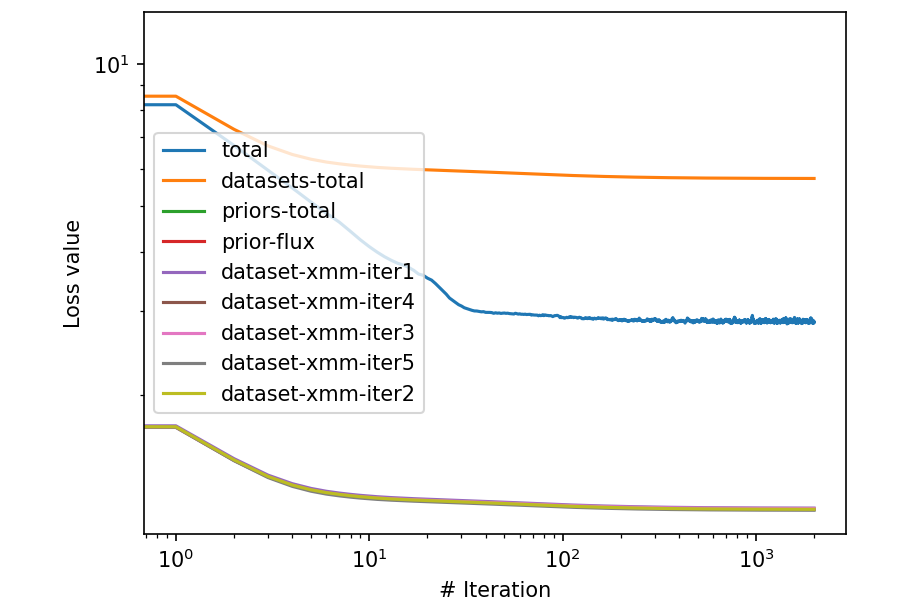 10¹
Loss value
total
datasets-total
priors-total
prior-flux
dataset-xmm-iter1
dataset-xmm-iter4
dataset-xmm-iter3
dataset-xmm-iter5
dataset-xmm-iter2
10⁰ 10¹ 10² 10³
# Iteration